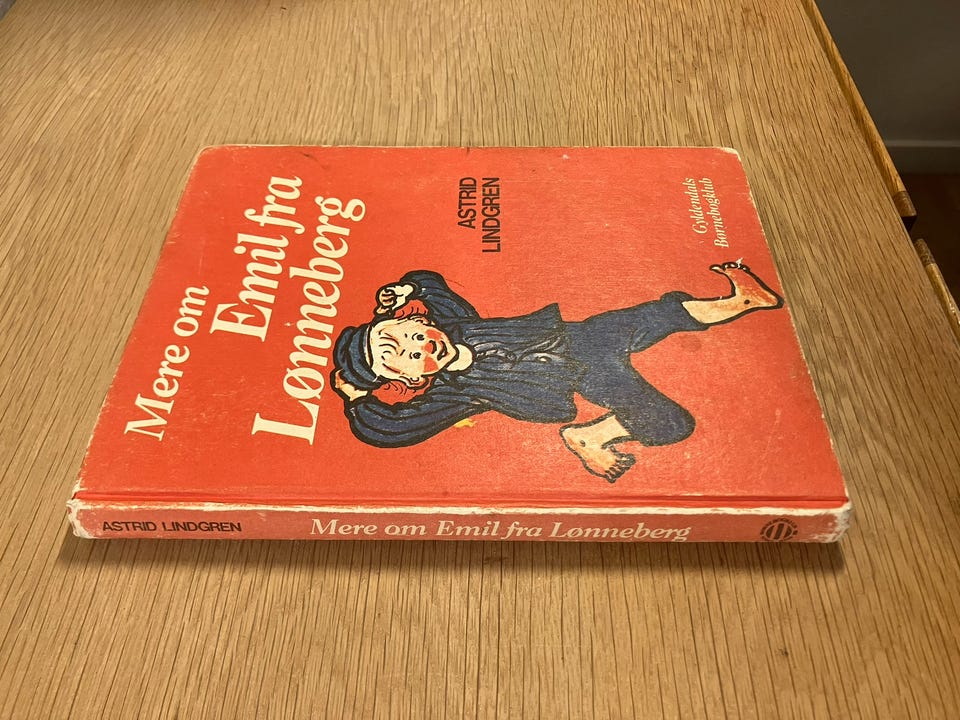 Mere om
Emil fra
Lønneberg
ASTRID
LINDGREN
Gyldendals
Børnebogklub
ASTRID LINDGREN
Mere om Emil fra Lønneberg